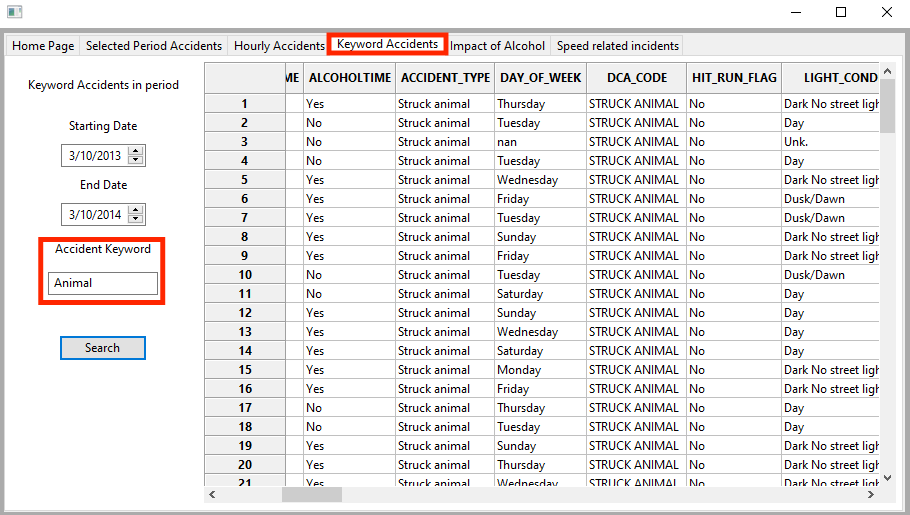 Home Page Selected Period Accidents Hourly Accidents Keyword Accidents Impact of Alcohol Speed related incidents
Keyword Accidents in period
Starting Date
3/10/2013
End Date
3/10/2014
Accident Keyword
Animal
Search
ME ALCOHOLTIME ACCIDENT_TYPE DAY_OF_WEEK DCA_CODE HIT_RUN_FLAG LIGHT_COND
1 Yes Struck animal Thursday STRUCK ANIMAL No Dark No street ligh
2 No Struck animal Tuesday STRUCK ANIMAL No Day
3 No Struck animal nan STRUCK ANIMAL No Unk.
4 No Struck animal Tuesday STRUCK ANIMAL No Day
5 Yes Struck animal Wednesday STRUCK ANIMAL No Dark No street ligh
6 Yes Struck animal Friday STRUCK ANIMAL No Dusk/Dawn
7 Yes Struck animal Tuesday STRUCK ANIMAL No Dusk/Dawn
8 Yes Struck animal Sunday STRUCK ANIMAL No Dark No street ligh
9 Yes Struck animal Friday STRUCK ANIMAL No Dark No street ligh
10 No Struck animal Tuesday STRUCK ANIMAL No Dusk/Dawn
11 No Struck animal Saturday STRUCK ANIMAL No Day
12 Yes Struck animal Sunday STRUCK ANIMAL No Day
13 Yes Struck animal Wednesday STRUCK ANIMAL No Day
14 Yes Struck animal Saturday STRUCK ANIMAL No Day
15 Yes Struck animal Monday STRUCK ANIMAL No Dark No street ligh
16 Yes Struck animal Friday STRUCK ANIMAL No Dark No street ligh
17 No Struck animal Thursday STRUCK ANIMAL No Day
18 No Struck animal Tuesday STRUCK ANIMAL No Day
19 Yes Struck animal Sunday STRUCK ANIMAL No Dark No street ligh
20 Yes Struck animal Thursday STRUCK ANIMAL No Dark No street ligh
21 Yes Struck animal Wednesday STRUCK ANIMAL No Dark No street ligh